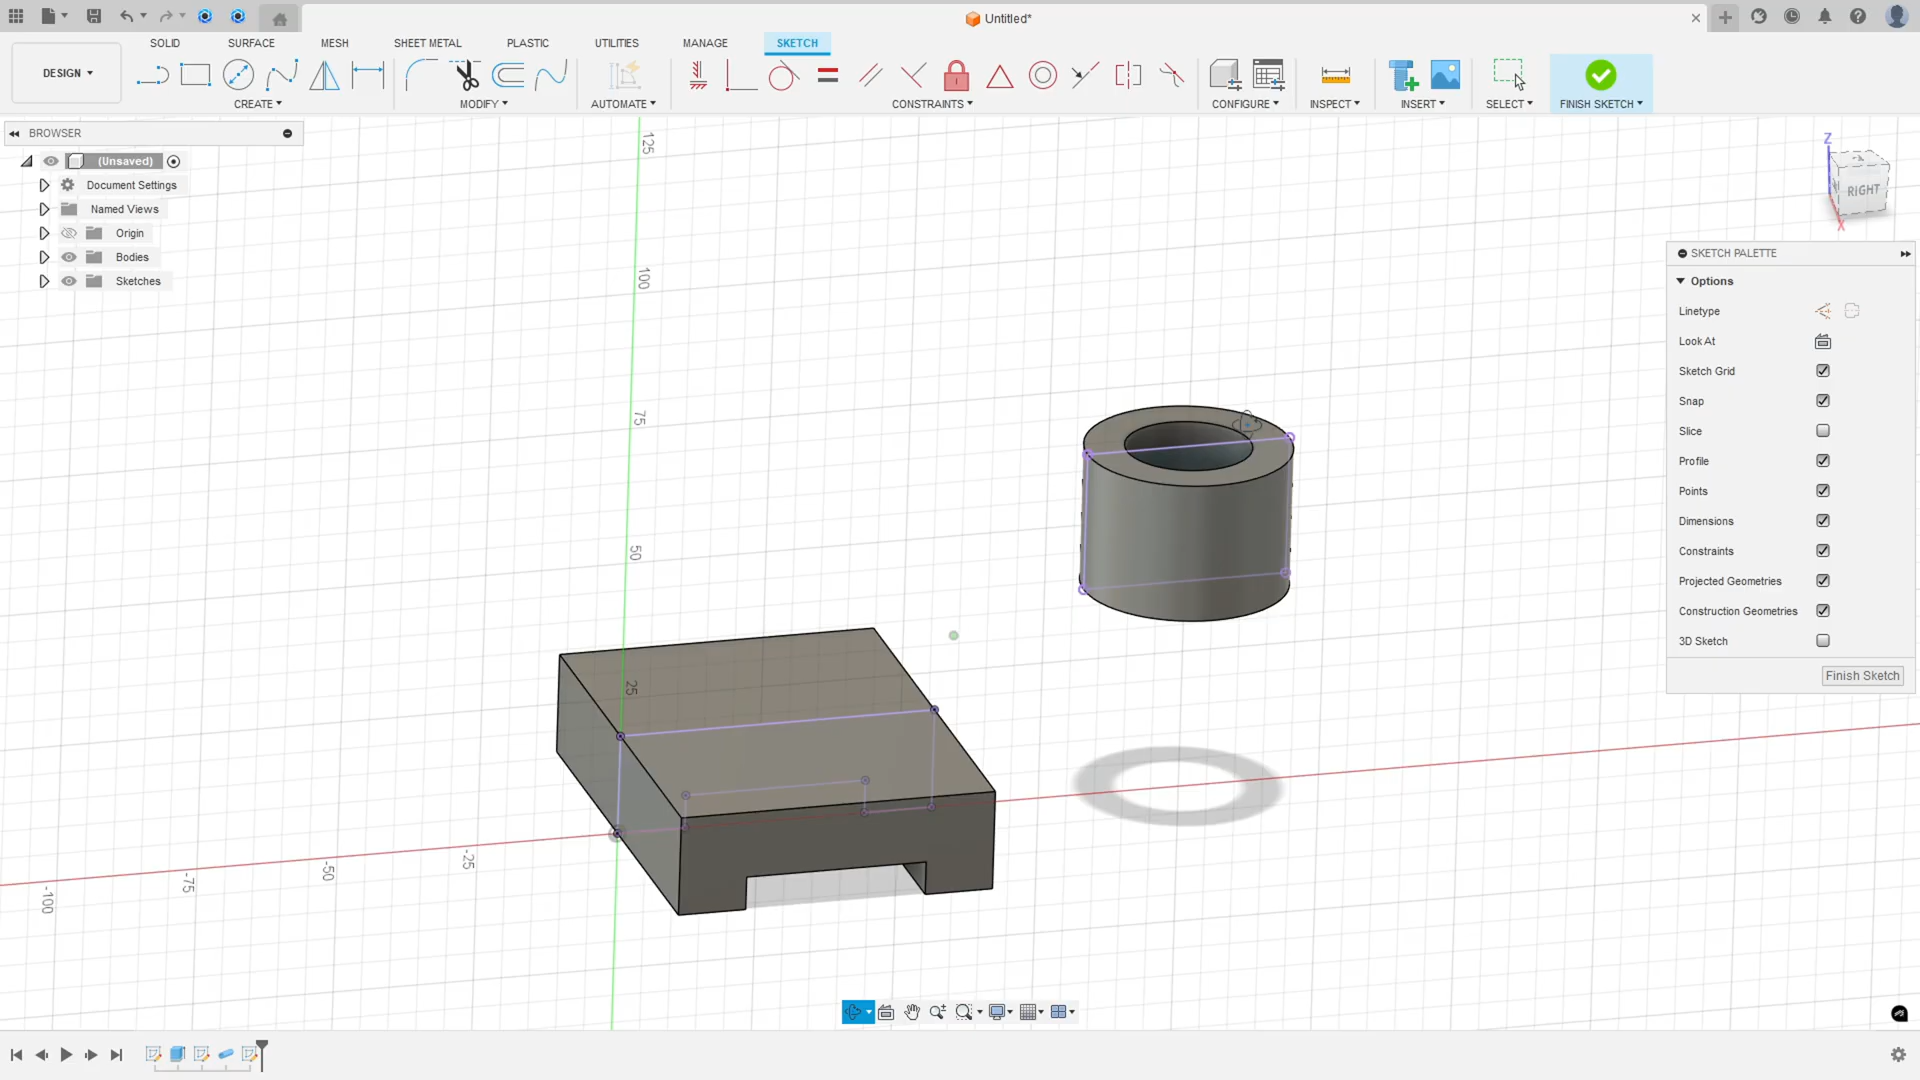 Untitled*
SOLID SURFACE MESH SHEET METAL PLASTIC UTILITIES MANAGE SKETCH
DESIGN
CREATE MODIFY AUTOMATE CONSTRAINTS CONFIGURE INSPECT INSERT SELECT FINISH SKETCH
BROWSER
(Unsaved)
Document Settings
Named Views
Origin
Bodies
Sketches
125
100
75
50
25
-25
-50
-75
-100
Z
RIGHT
X
SKETCH PALETTE
Options
Linetype
Look At
Sketch Grid
Snap
Slice
Profile
Points
Dimensions
Constraints
Projected Geometries
Construction Geometries
3D Sketch
Finish Sketch